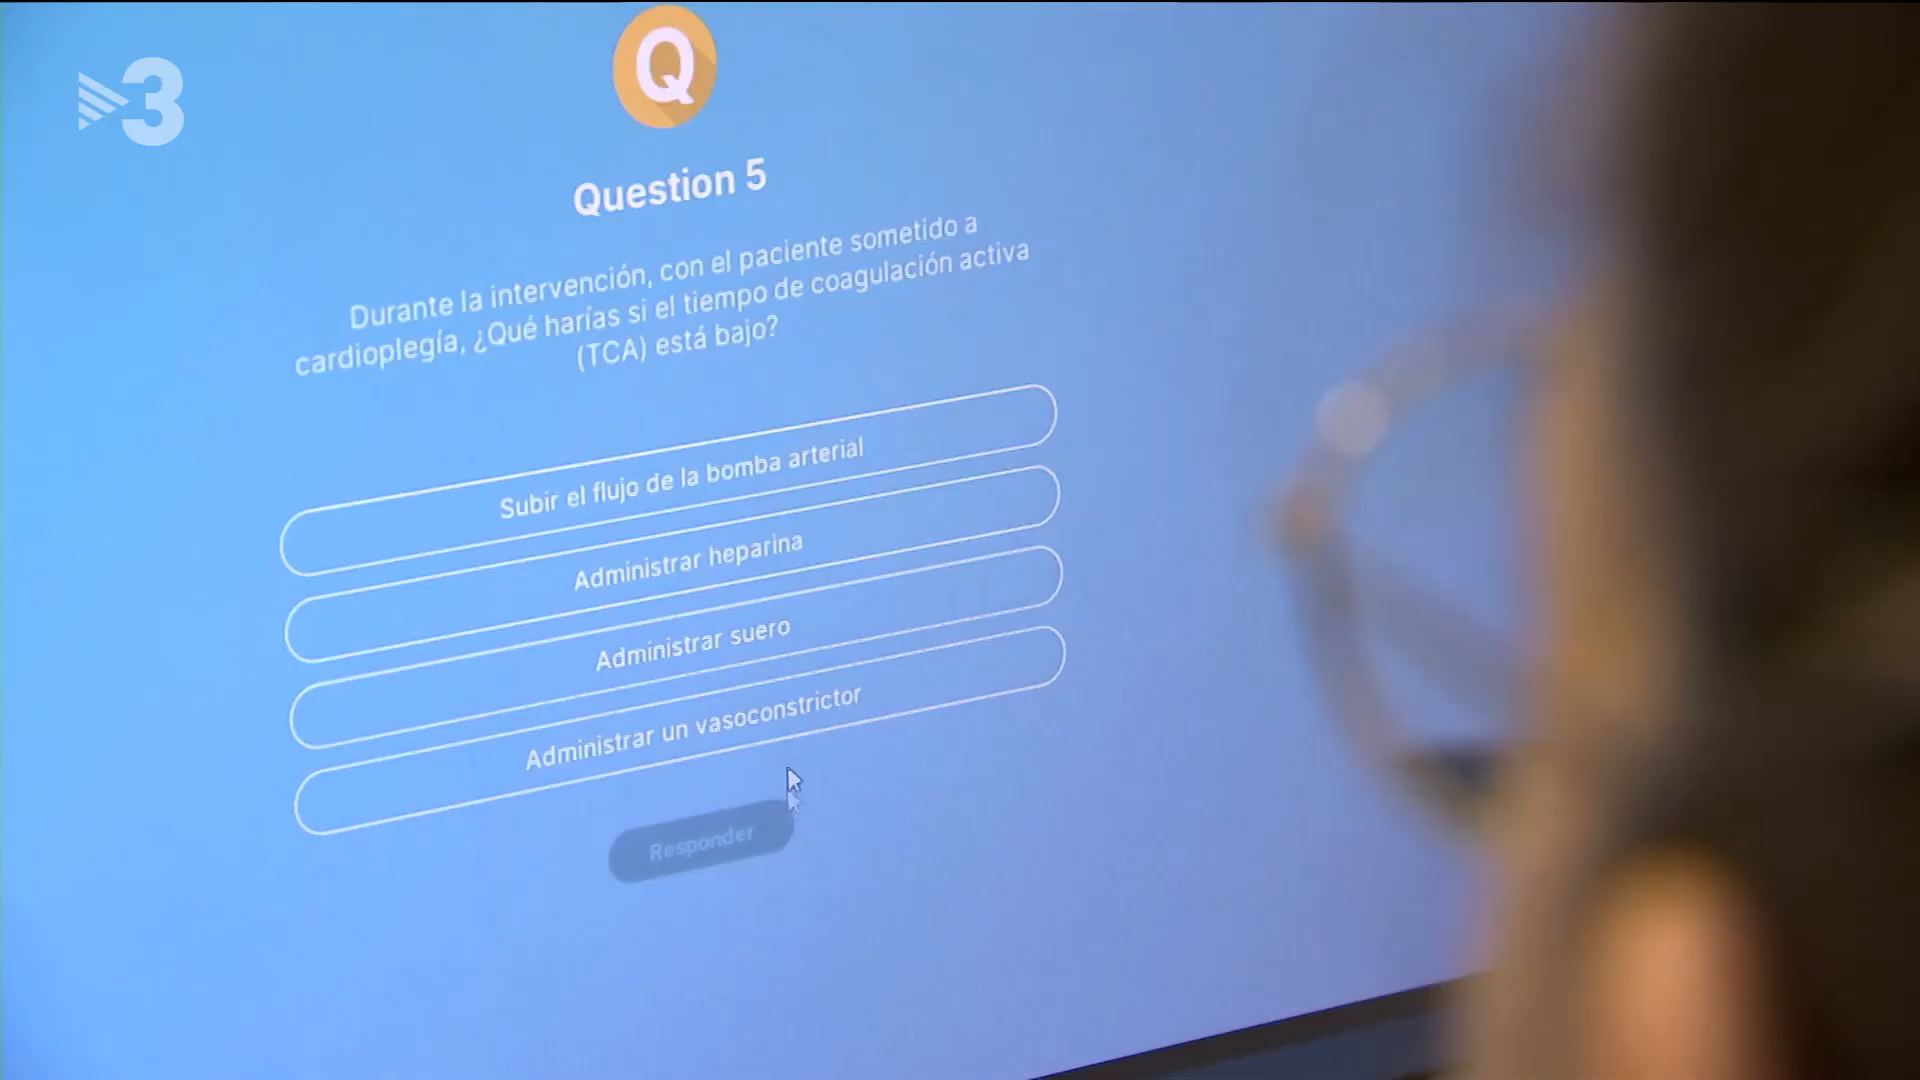 3
Q
Question 5
Durante la intervención, con el paciente sometido a
cardioplegía, ¿Qué harías si el tiempo de coagulación activa
(TCA) está bajo?
Subir el flujo de la bomba arterial
Administrar heparina
Administrar suero
Administrar un vasoconstrictor
Responder